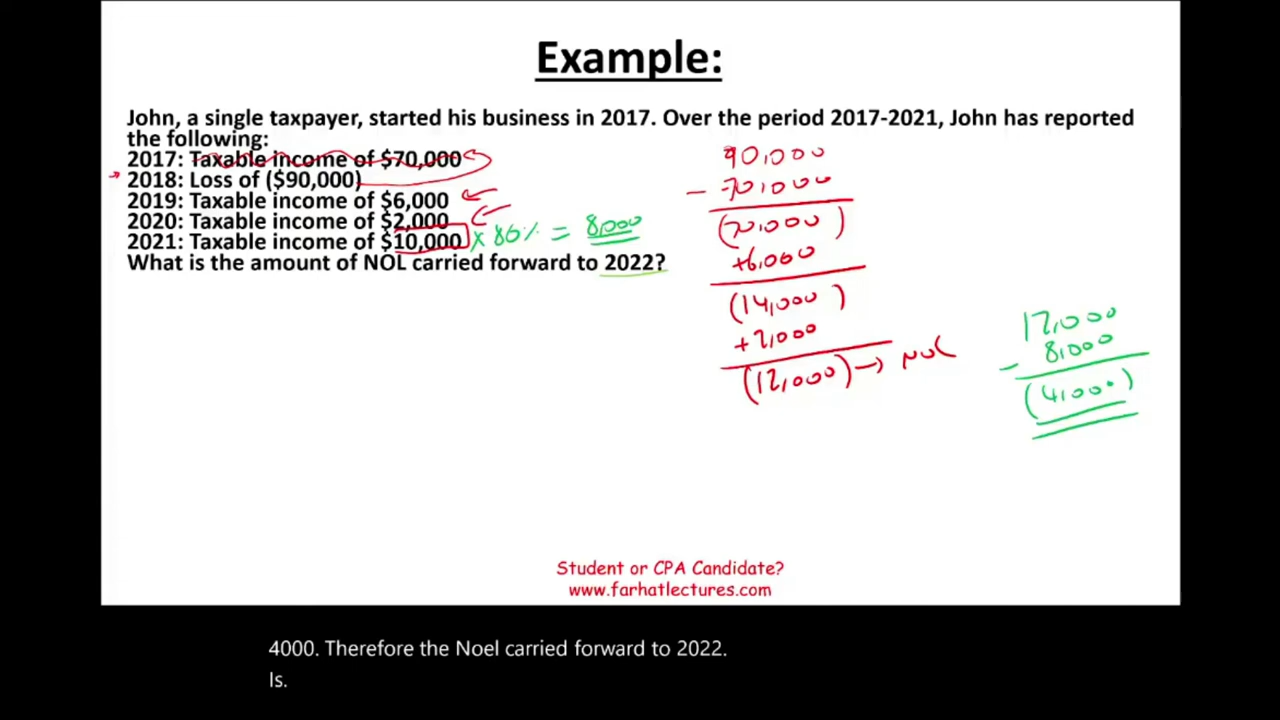 Example:
John, a single taxpayer, started his business in 2017. Over the period 2017-2021, John has reported
the following:
2017: Taxable income of $70,000
2018: Loss of ($90,000)
2019: Taxable income of $6,000
2020: Taxable income of $2,000
2021: Taxable income of $10,000 x 80% = 8,000
What is the amount of NOL carried forward to 2022?
90,000
- 70,000
(20,000)
+6,000
(14,000)
+2,000
(12,000) → NOL
12,000
- 8,000
(4,000)
Student or CPA Candidate?
www.farhatlectures.com
4000. Therefore the Noel carried forward to 2022.
Is.